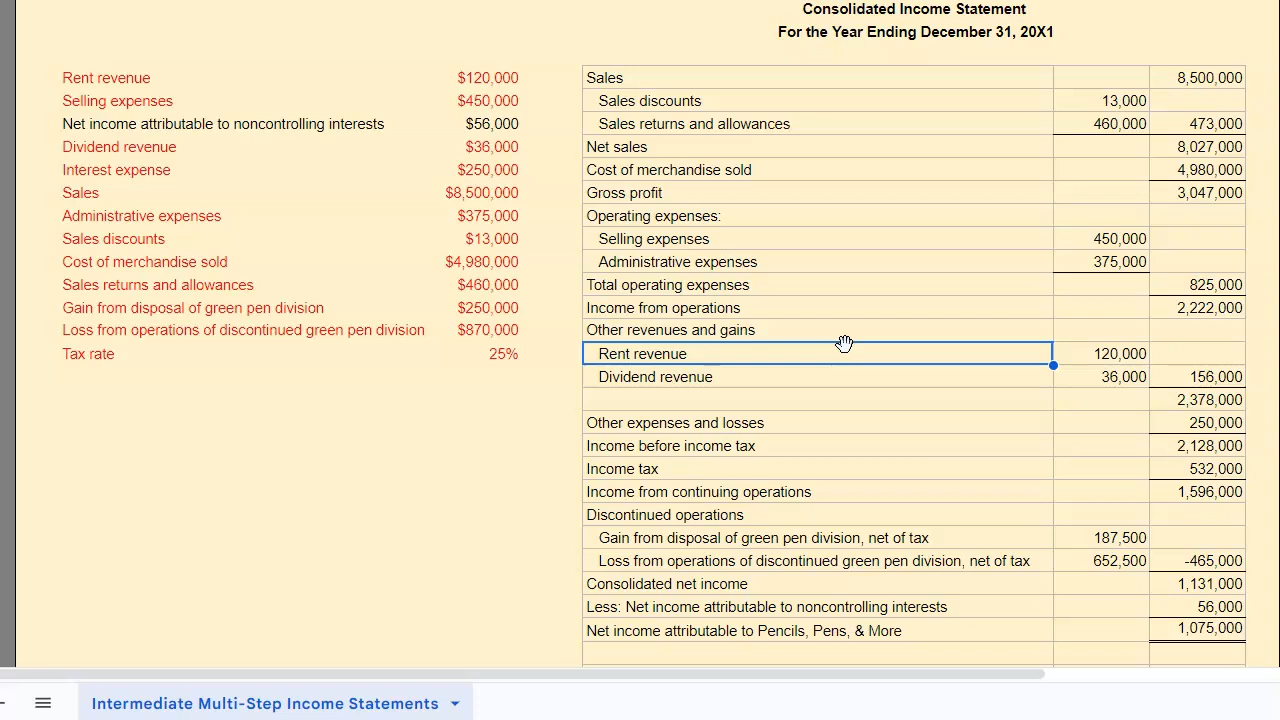 Consolidated Income Statement
For the Year Ending December 31, 20X1
Rent revenue $120,000
Selling expenses $450,000
Net income attributable to noncontrolling interests $56,000
Dividend revenue $36,000
Interest expense $250,000
Sales $8,500,000
Administrative expenses $375,000
Sales discounts $13,000
Cost of merchandise sold $4,980,000
Sales returns and allowances $460,000
Gain from disposal of green pen division $250,000
Loss from operations of discontinued green pen division $870,000
Tax rate 25%
Sales 8,500,000
Sales discounts 13,000
Sales returns and allowances 460,000 473,000
Net sales 8,027,000
Cost of merchandise sold 4,980,000
Gross profit 3,047,000
Operating expenses:
Selling expenses 450,000
Administrative expenses 375,000
Total operating expenses 825,000
Income from operations 2,222,000
Other revenues and gains
Rent revenue 120,000
Dividend revenue 36,000 156,000
2,378,000
Other expenses and losses 250,000
Income before income tax 2,128,000
Income tax 532,000
Income from continuing operations 1,596,000
Discontinued operations
Gain from disposal of green pen division, net of tax 187,500
Loss from operations of discontinued green pen division, net of tax 652,500 -465,000
Consolidated net income 1,131,000
Less: Net income attributable to noncontrolling interests 56,000
Net income attributable to Pencils, Pens, & More 1,075,000
Intermediate Multi-Step Income Statements